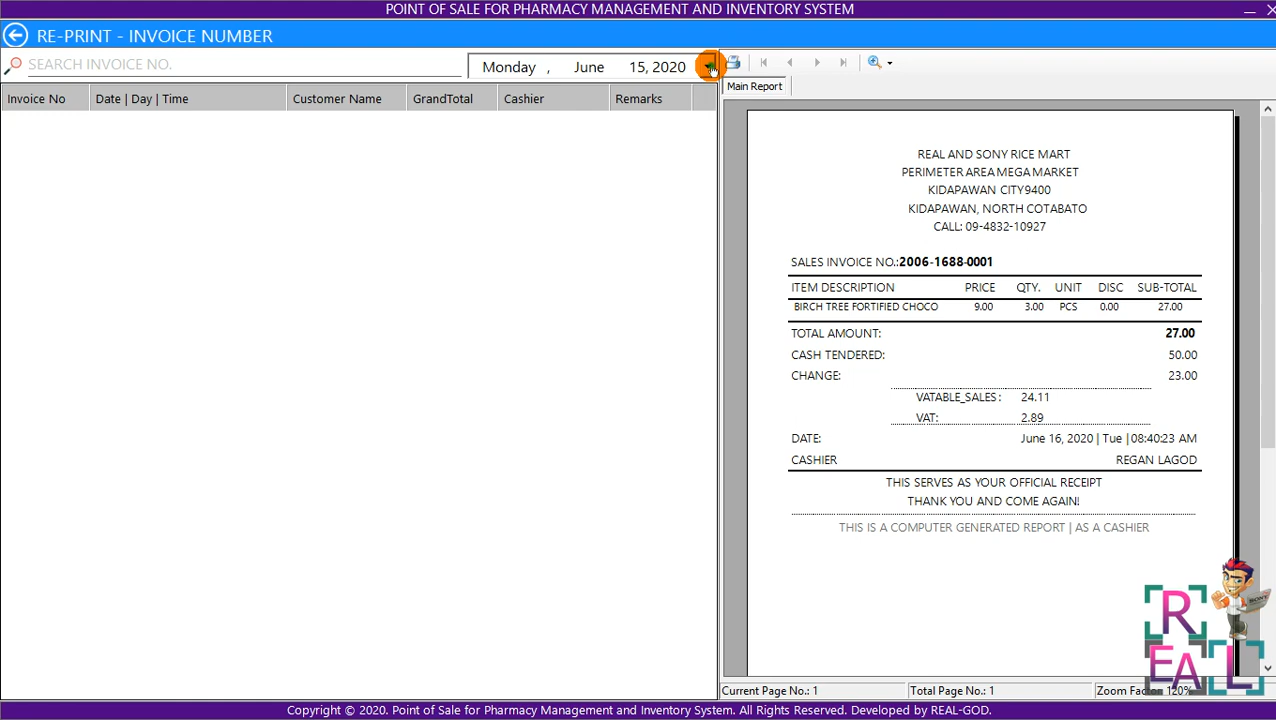 POINT OF SALE FOR PHARMACY MANAGEMENT AND INVENTORY SYSTEM
RE-PRINT - INVOICE NUMBER
SEARCH INVOICE NO.
Monday , June 15, 2020
Invoice No Date | Day | Time Customer Name GrandTotal Cashier Remarks
Main Report
REAL AND SONY RICE MART
PERIMETER AREA MEGA MARKET
KIDAPAWAN CITY9400
KIDAPAWAN, NORTH COTABATO
CALL: 09-4832-10927
SALES INVOICE NO.:2006-1688-0001
ITEM DESCRIPTION PRICE QTY. UNIT DISC SUB-TOTAL
BIRCH TREE FORTIFIED CHOCO 9.00 3.00 PCS 0.00 27.00
TOTAL AMOUNT: 27.00
CASH TENDERED: 50.00
CHANGE: 23.00
VATABLE_SALES : 24.11
VAT: 2.89
DATE: June 16, 2020 | Tue |08:40:23 AM
CASHIER REGAN LAGOD
THIS SERVES AS YOUR OFFICIAL RECEIPT
THANK YOU AND COME AGAIN!
THIS IS A COMPUTER GENERATED REPORT | AS A CASHIER
R
EA L
Current Page No.: 1 Total Page No.: 1 Zoom Factor: 120%
Copyright © 2020. Point of Sale for Pharmacy Management and Inventory System. All Rights Reserved. Developed by REAL-GOD.